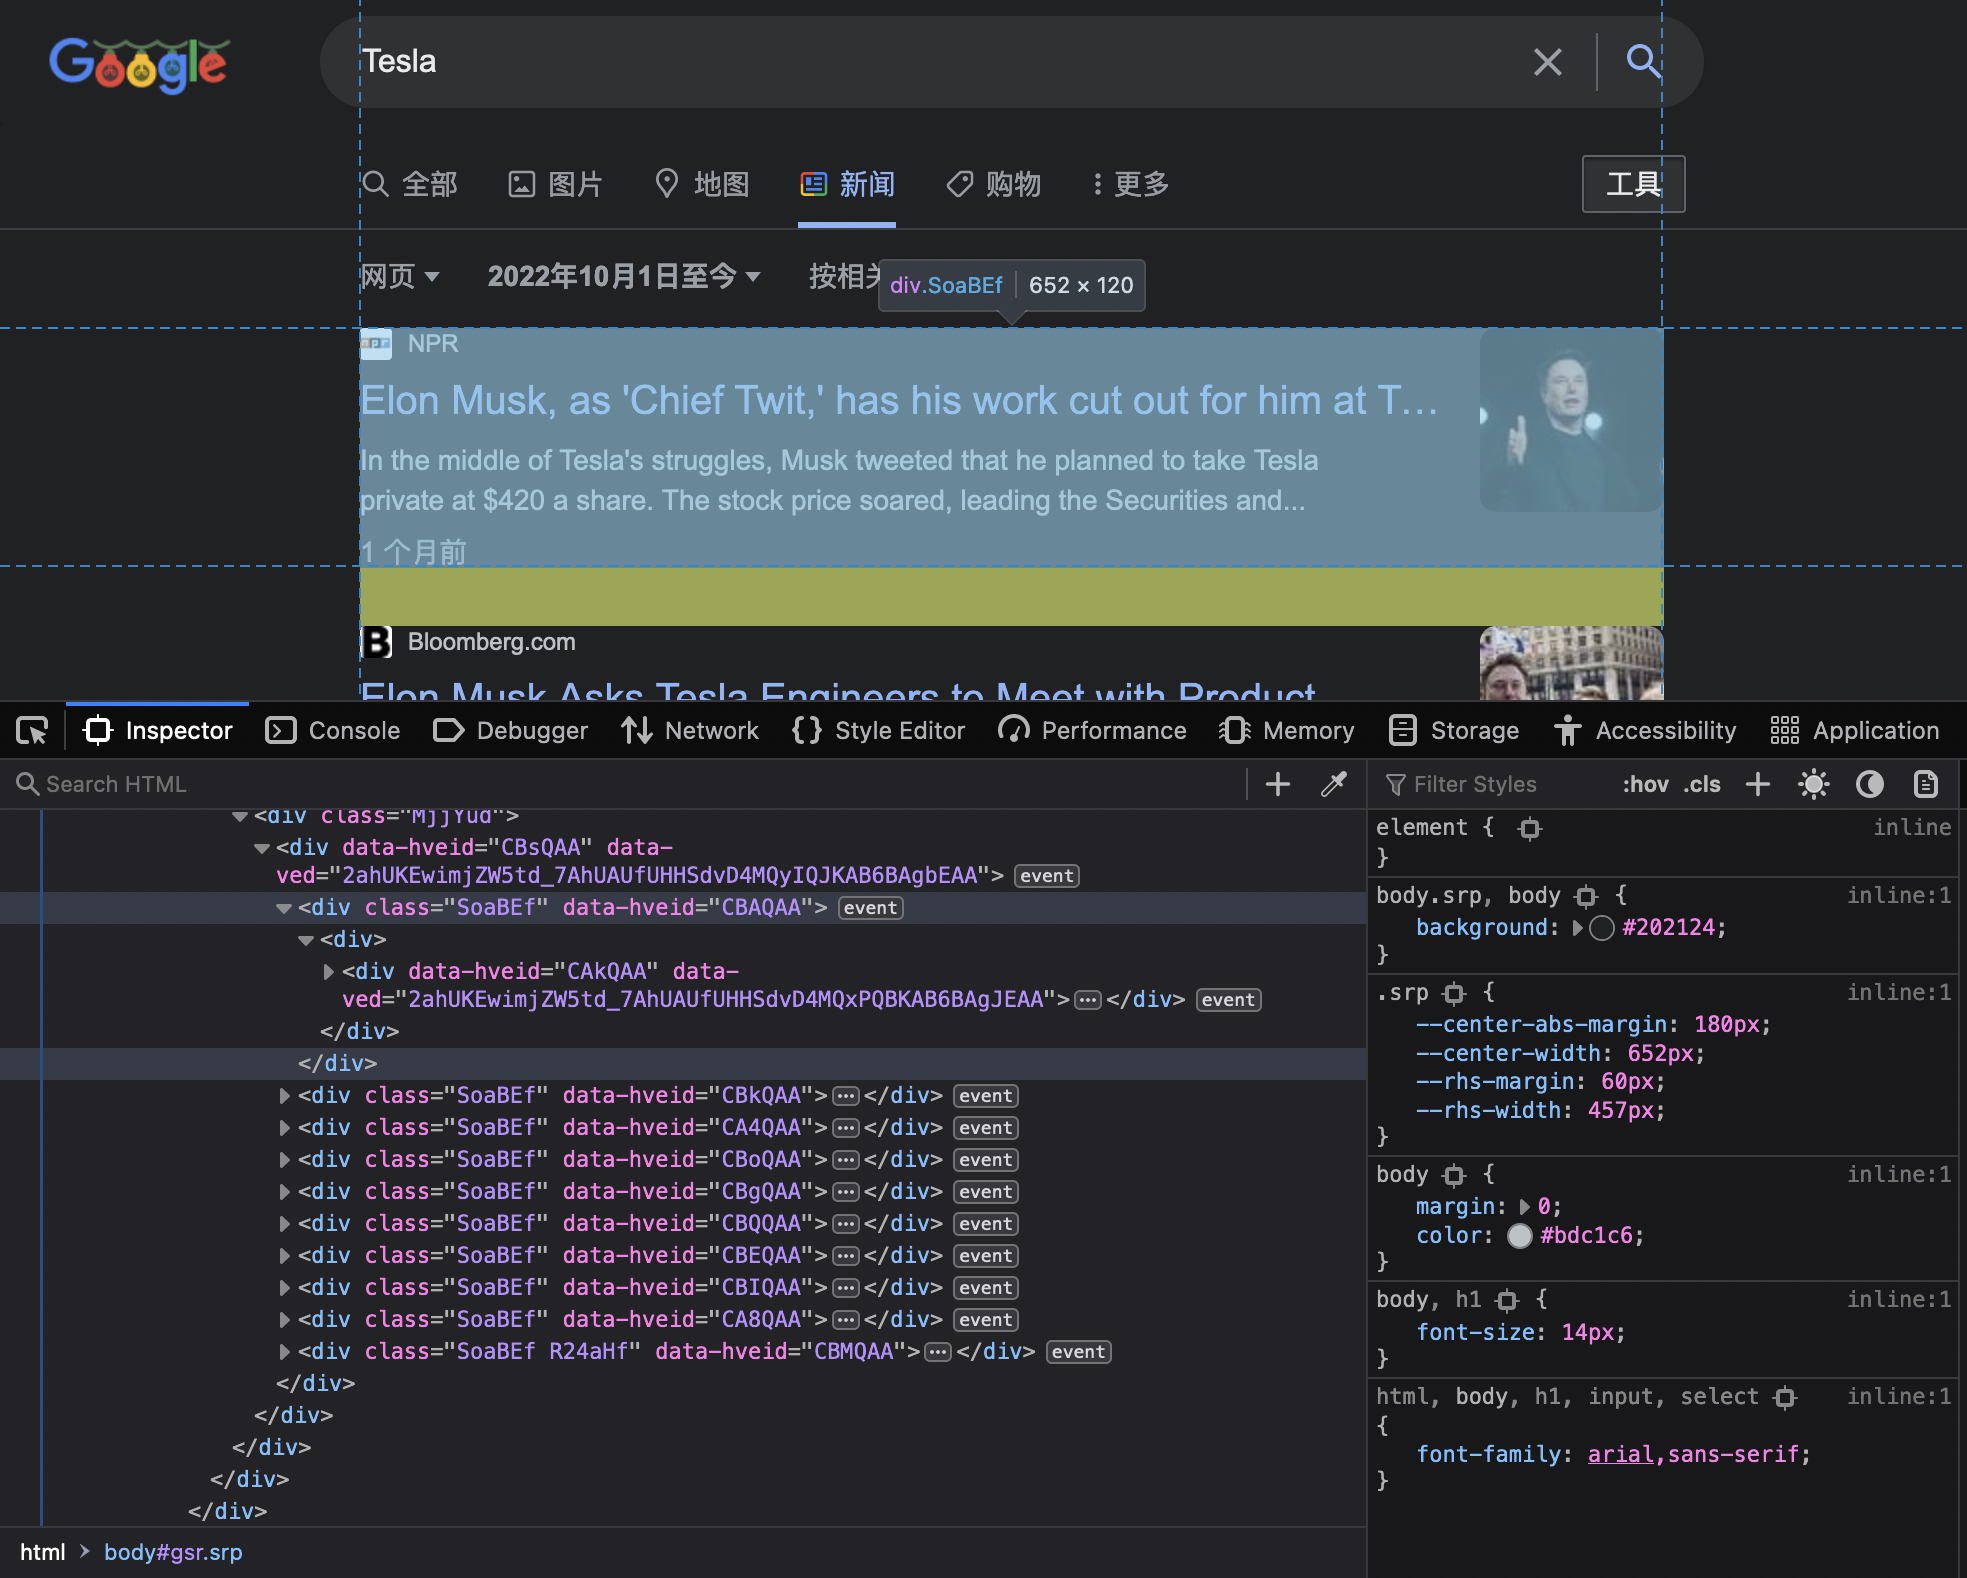 Google
Tesla
全部 图片 地图 新闻 购物 更多 工具
网页 2022年10月1日至今 按相关
div.SoaBEf 652 × 120
npr NPR
Elon Musk, as 'Chief Twit,' has his work cut out for him at T...
In the middle of Tesla's struggles, Musk tweeted that he planned to take Tesla
private at $420 a share. The stock price soared, leading the Securities and...
1 个月前
B Bloomberg.com
Elon Musk Asks Tesla Engineers to Meet with Product
Inspector Console Debugger Network Style Editor Performance Memory Storage Accessibility Application
Search HTML
<div class="MjjYud">
<div data-hveid="CBsQAA" data-
ved="2ahUKEwimjZW5td_7AhUAUfUHHSdvD4MQyIQJKAB6BAgbEAA"> event
<div class="SoaBEf" data-hveid="CBAQAA"> event
<div>
<div data-hveid="CAkQAA" data-
ved="2ahUKEwimjZW5td_7AhUAUfUHHSdvD4MQxPQBKAB6BAgJEAA">…</div> event
</div>
</div>
<div class="SoaBEf" data-hveid="CBkQAA">…</div> event
<div class="SoaBEf" data-hveid="CA4QAA">…</div> event
<div class="SoaBEf" data-hveid="CBoQAA">…</div> event
<div class="SoaBEf" data-hveid="CBgQAA">…</div> event
<div class="SoaBEf" data-hveid="CBQQAA">…</div> event
<div class="SoaBEf" data-hveid="CBEQAA">…</div> event
<div class="SoaBEf" data-hveid="CBIQAA">…</div> event
<div class="SoaBEf" data-hveid="CA8QAA">…</div> event
<div class="SoaBEf R24aHf" data-hveid="CBMQAA">…</div> event
</div>
</div>
</div>
</div>
</div>
html > body#gsr.srp
Filter Styles :hov .cls
element { inline
}
body.srp, body { inline:1
background: #202124;
}
.srp { inline:1
--center-abs-margin: 180px;
--center-width: 652px;
--rhs-margin: 60px;
--rhs-width: 457px;
}
body { inline:1
margin: 0;
color: #bdc1c6;
}
body, h1 { inline:1
font-size: 14px;
}
html, body, h1, input, select inline:1
{
font-family: arial,sans-serif;
}